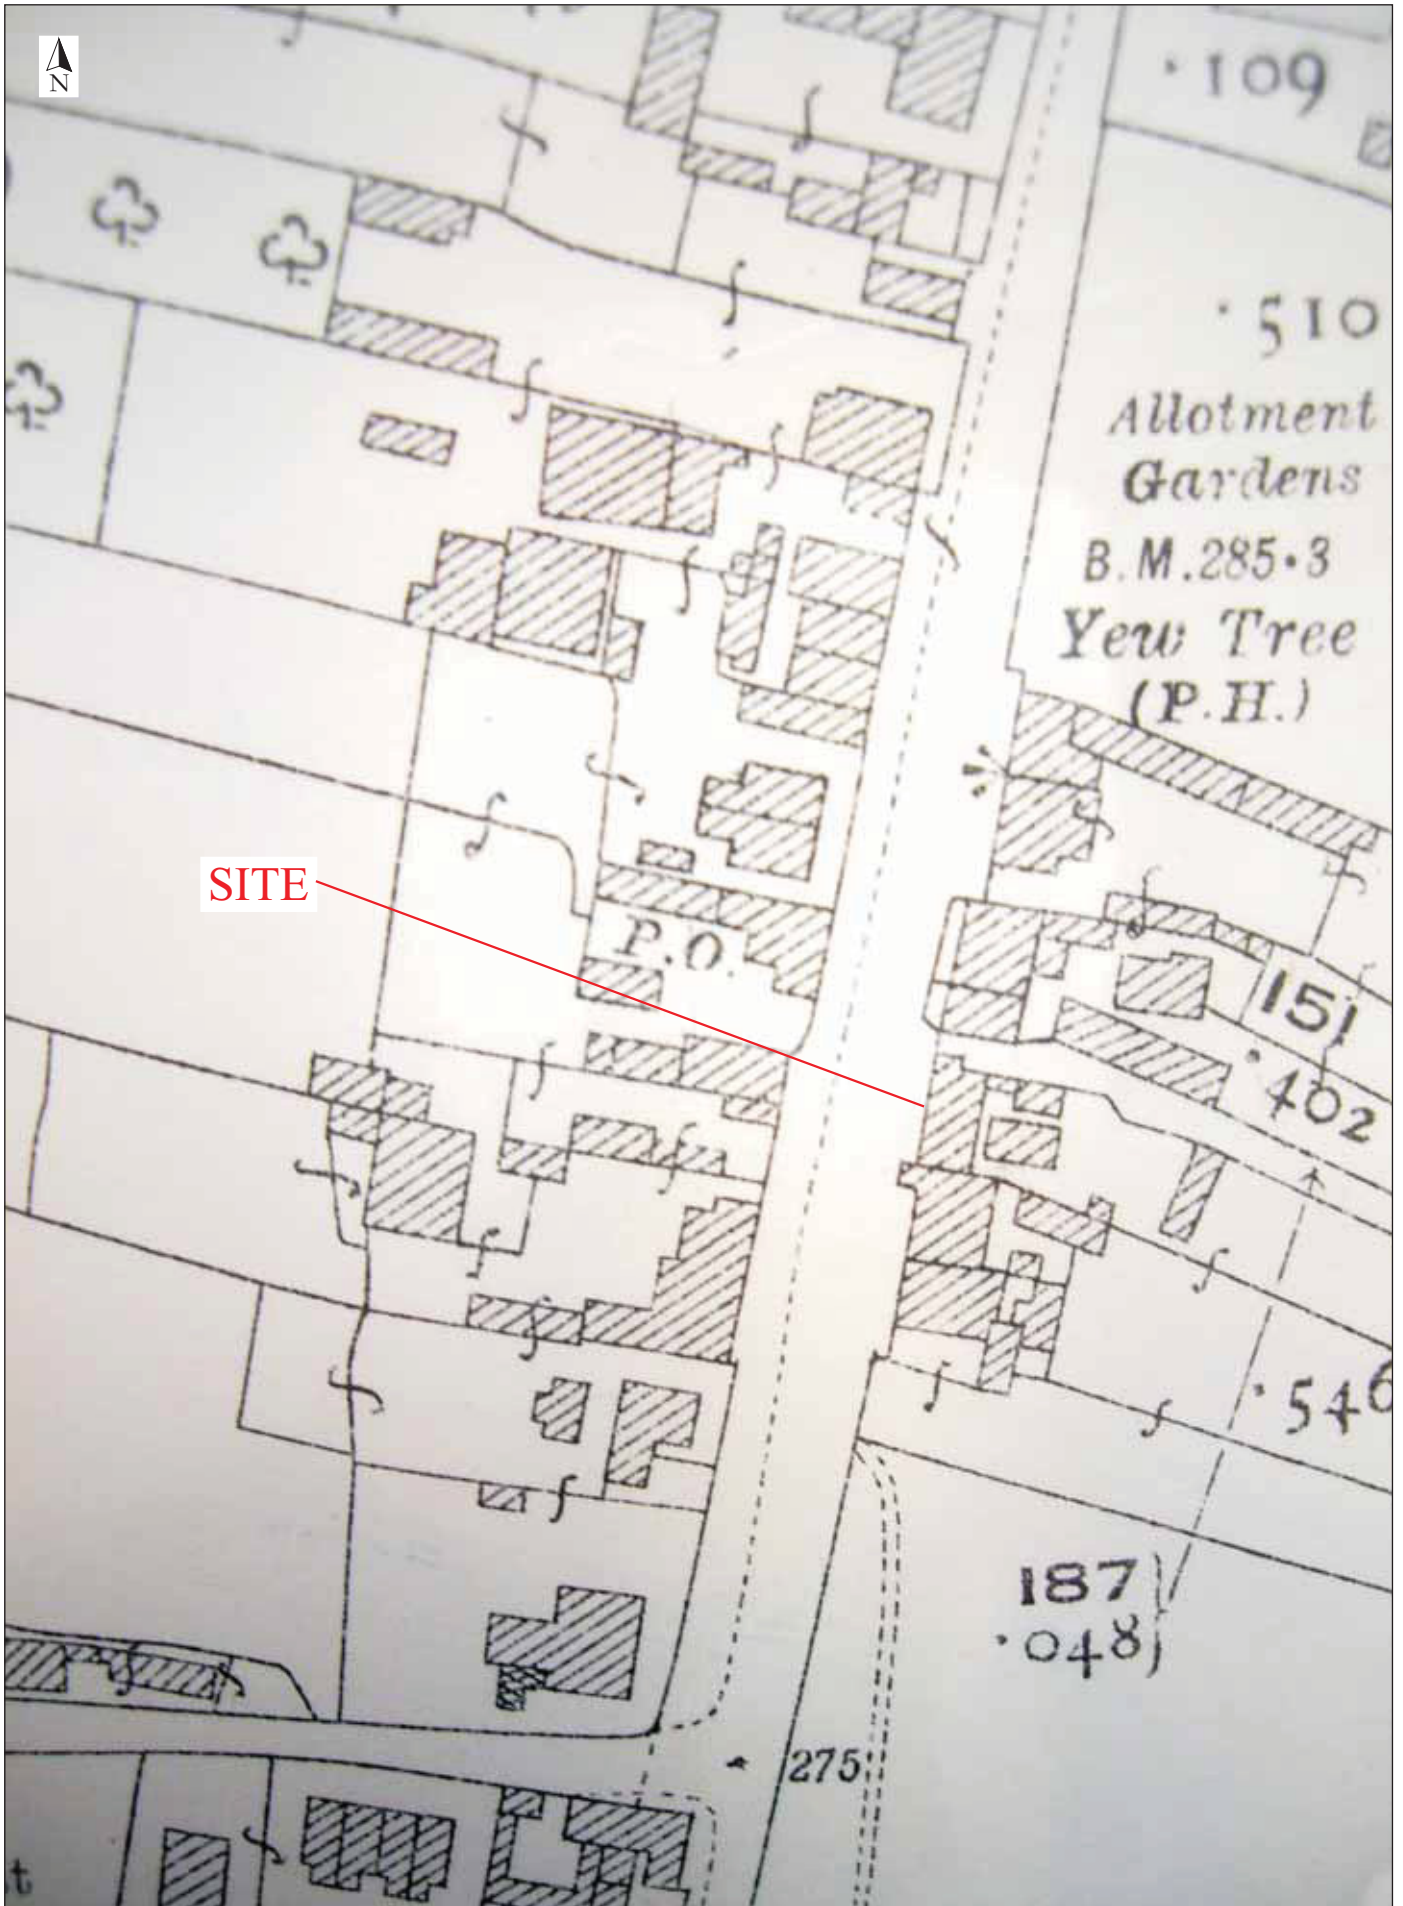 N
·109
·510
Allotment
Gardens
B.M.285·3
Yew Tree
(P.H.)
SITE
P.O.
151
·402
·546
187
·048
275